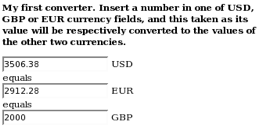 My first converter. Insert a number in one of USD,
GBP or EUR currency fields, and this taken as its
value will be respectively converted to the values of
the other two currencies.
3506.38 USD
equals
2912.28 EUR
equals
2000 GBP